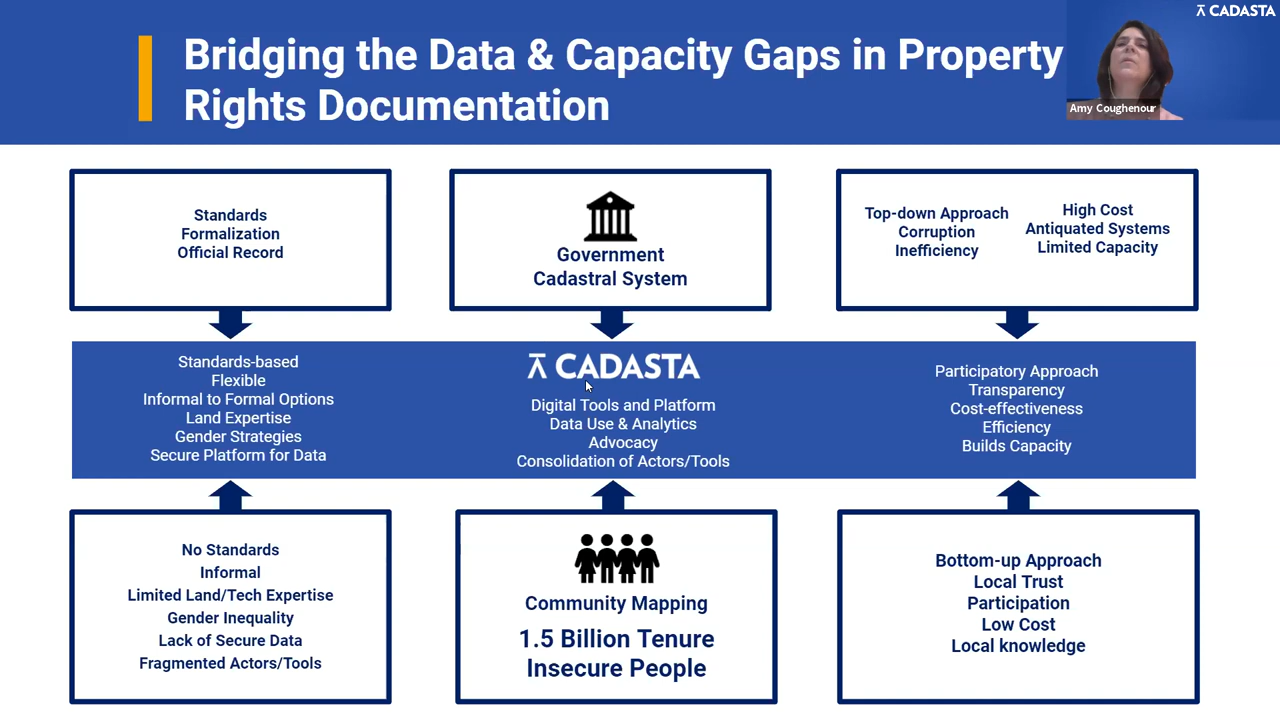 Bridging the Data & Capacity Gaps in Property
Rights Documentation
CADASTA
Amy Coughenour
Standards
Formalization
Official Record
Government
Cadastral System
Top-down Approach
Corruption
Inefficiency
High Cost
Antiquated Systems
Limited Capacity
Standards-based
Flexible
Informal to Formal Options
Land Expertise
Gender Strategies
Secure Platform for Data
CADASTA
Digital Tools and Platform
Data Use & Analytics
Advocacy
Consolidation of Actors/Tools
Participatory Approach
Transparency
Cost-effectiveness
Efficiency
Builds Capacity
No Standards
Informal
Limited Land/Tech Expertise
Gender Inequality
Lack of Secure Data
Fragmented Actors/Tools
Community Mapping
1.5 Billion Tenure
Insecure People
Bottom-up Approach
Local Trust
Participation
Low Cost
Local knowledge